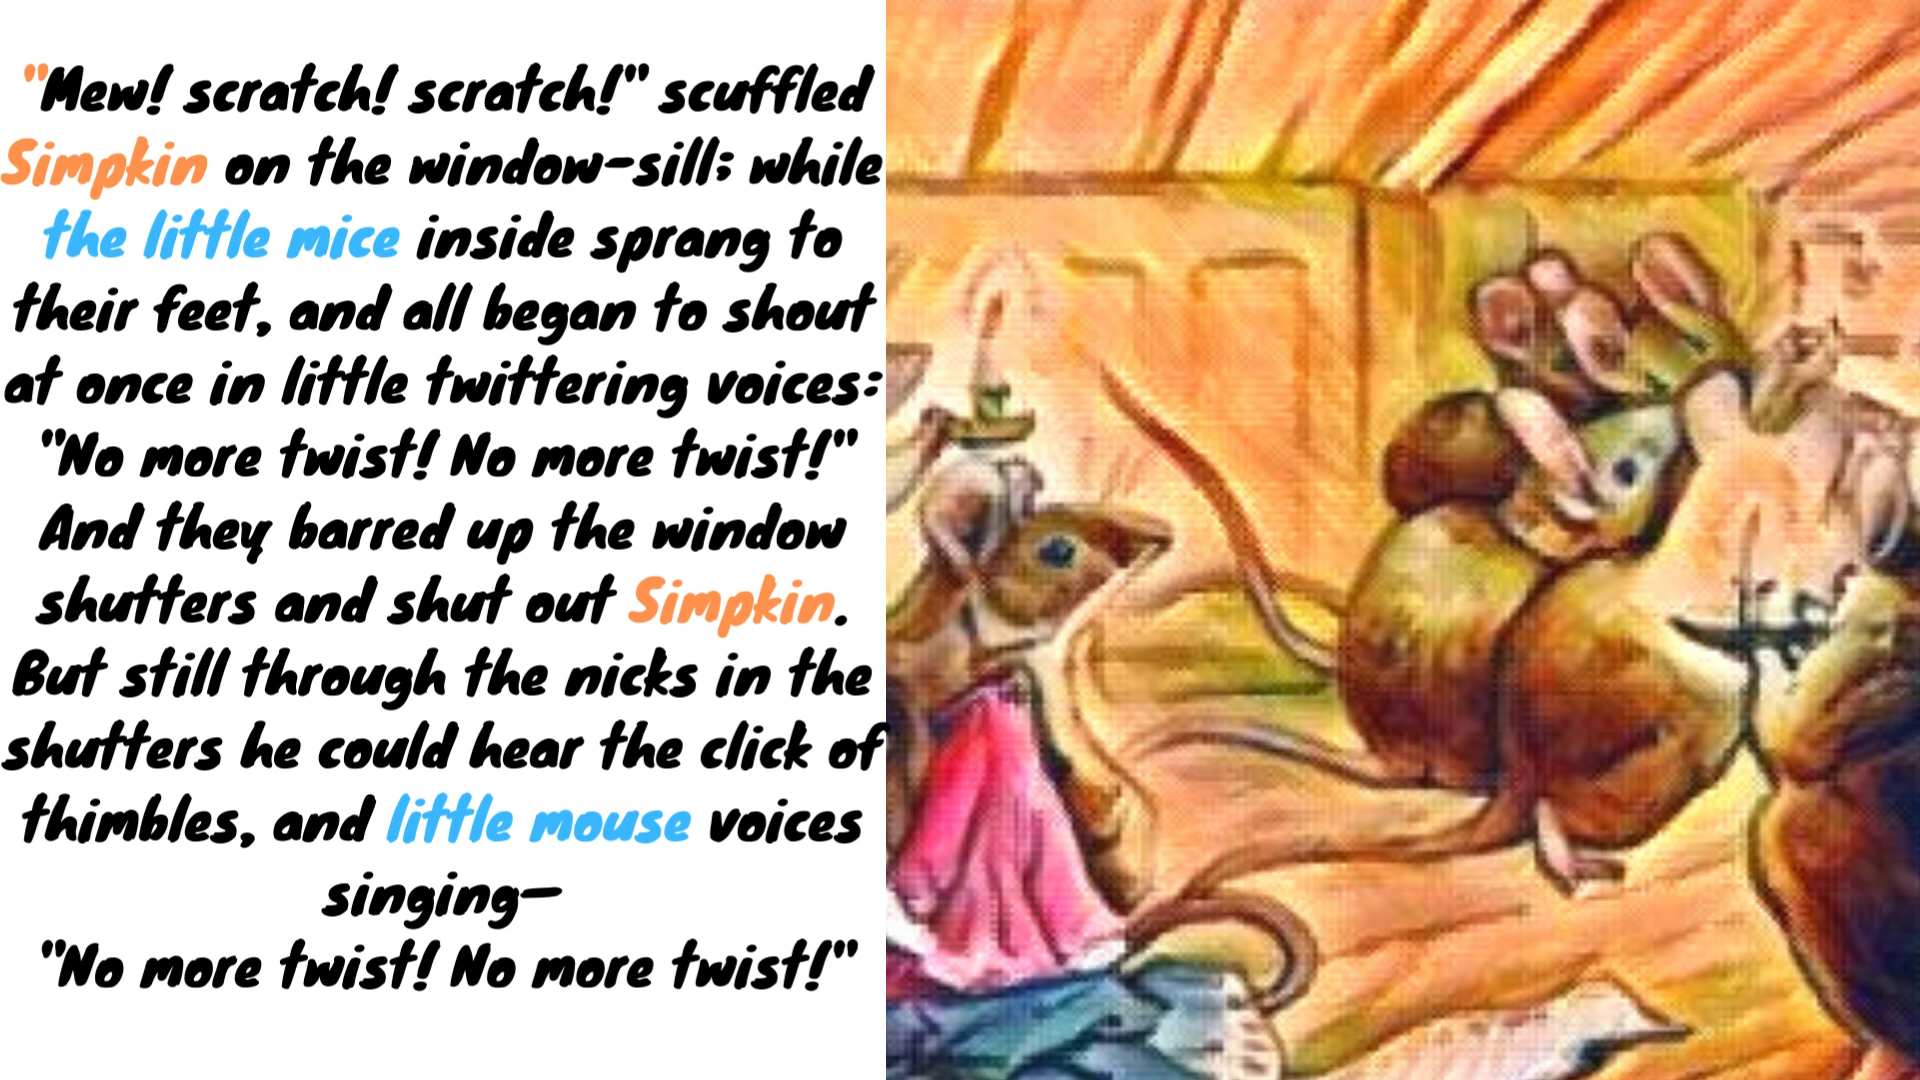 "Mew! scratch! scratch!" scuffled
Simpkin on the window-sill; while
the little mice inside sprang to
their feet, and all began to shout
at once in little twittering voices:
"No more twist! No more twist!"
And they barred up the window
shutters and shut out Simpkin.
But still through the nicks in the
shutters he could hear the click of
thimbles, and little mouse voices
singing—
"No more twist! No more twist!"